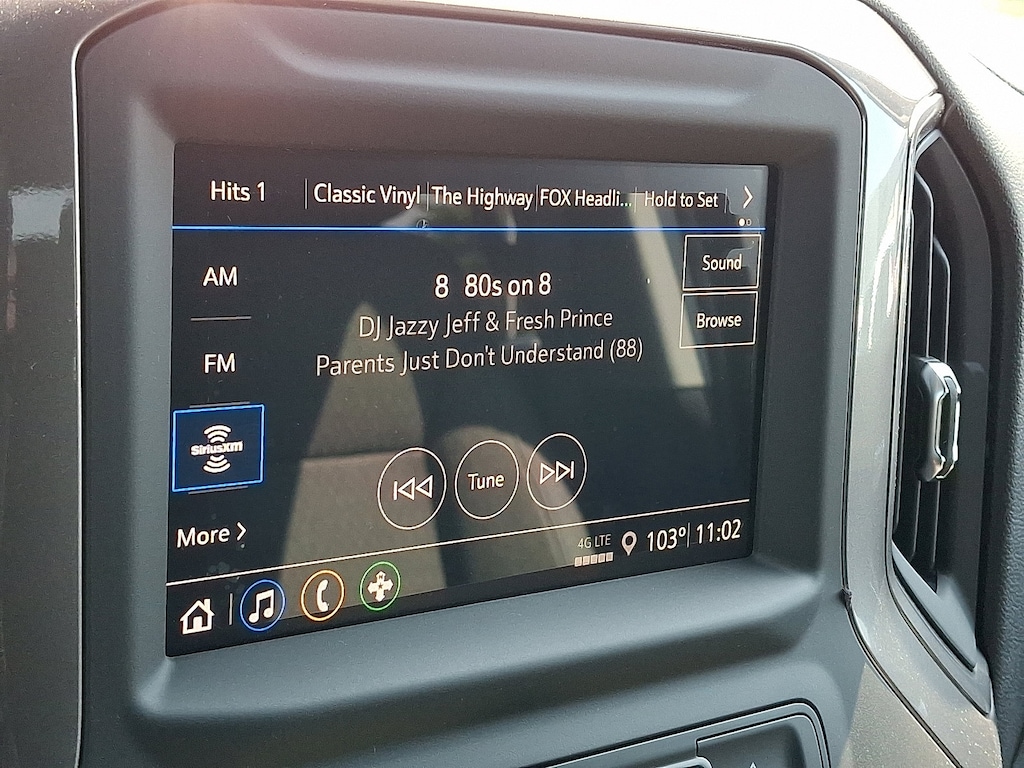 Hits 1 Classic Vinyl The Highway FOX Headli... Hold to Set
AM
8 80s on 8
Sound
DJ Jazzy Jeff & Fresh Prince
Browse
FM
Parents Just Don't Understand (88)
SiriusXM
Tune
More
4G LTE
103° 11:02